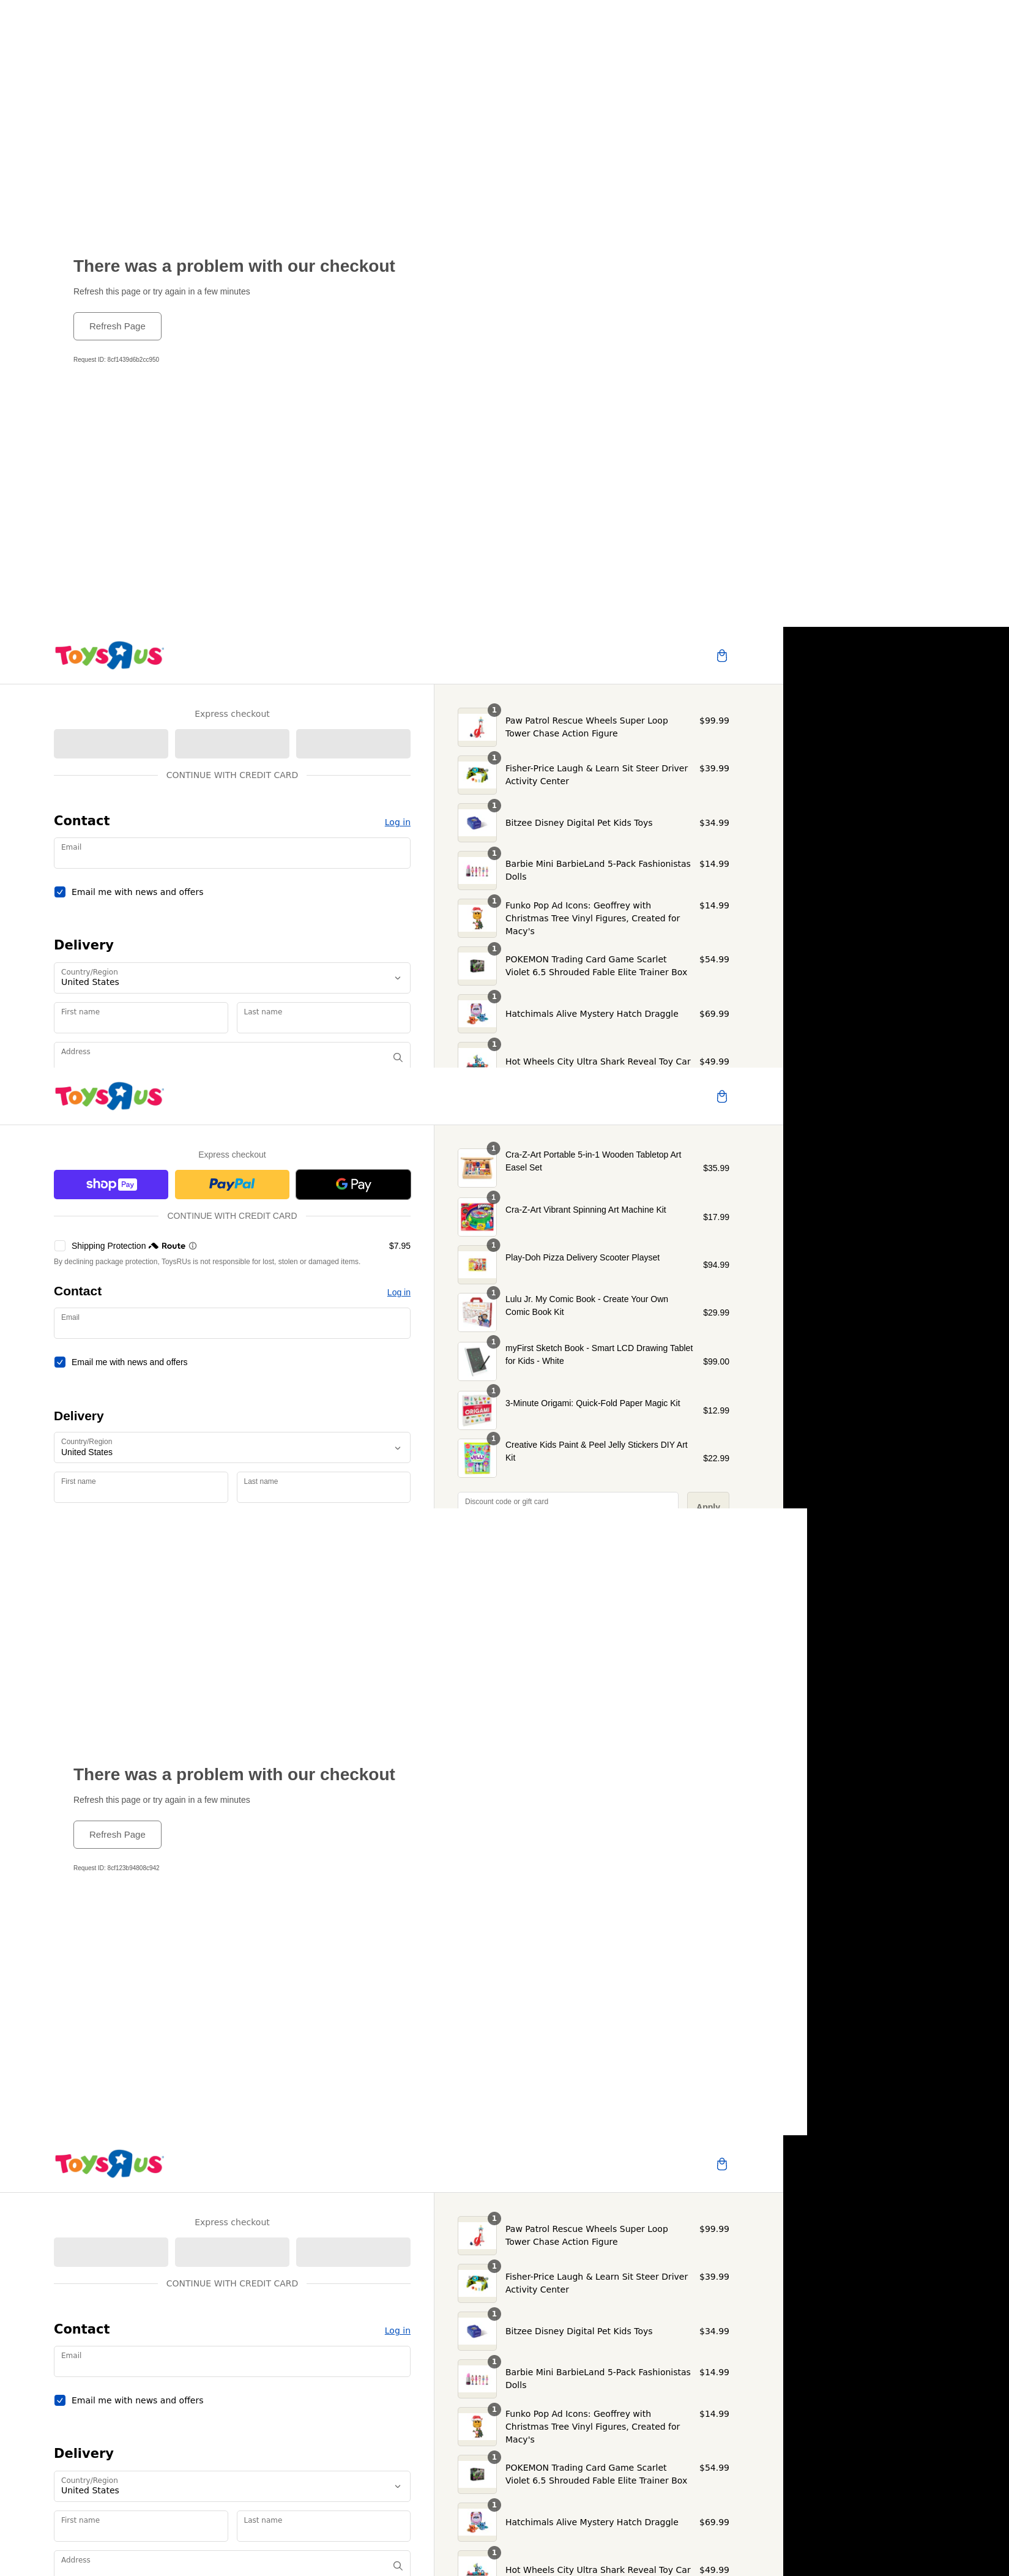 There was a problem with our checkout
Refresh this page or try again in a few minutes
Refresh Page
Request ID: 8cf1439d6b2cc950
ToysЯus
Express checkout
CONTINUE WITH CREDIT CARD
Contact
Log in
Email
Email me with news and offers
Delivery
Country/Region
United States
First name
Last name
Address
1
Paw Patrol Rescue Wheels Super Loop
Tower Chase Action Figure
$99.99
1
Fisher-Price Laugh & Learn Sit Steer Driver
Activity Center
$39.99
1
Bitzee Disney Digital Pet Kids Toys
$34.99
1
Barbie Mini BarbieLand 5-Pack Fashionistas
Dolls
$14.99
1
Funko Pop Ad Icons: Geoffrey with
Christmas Tree Vinyl Figures, Created for
Macy's
$14.99
1
POKEMON Trading Card Game Scarlet
Violet 6.5 Shrouded Fable Elite Trainer Box
$54.99
1
Hatchimals Alive Mystery Hatch Draggle
$69.99
1
Hot Wheels City Ultra Shark Reveal Toy Car
$49.99
ToysЯus
Express checkout
shop Pay
PayPal
G Pay
CONTINUE WITH CREDIT CARD
Shipping Protection Route
$7.95
By declining package protection, ToysRUs is not responsible for lost, stolen or damaged items.
Contact
Log in
Email
Email me with news and offers
Delivery
Country/Region
United States
First name
Last name
1
Cra-Z-Art Portable 5-in-1 Wooden Tabletop Art
Easel Set
$35.99
1
Cra-Z-Art Vibrant Spinning Art Machine Kit
$17.99
1
Play-Doh Pizza Delivery Scooter Playset
$94.99
1
Lulu Jr. My Comic Book - Create Your Own
Comic Book Kit
$29.99
1
myFirst Sketch Book - Smart LCD Drawing Tablet
for Kids - White
$99.00
1
ORIGAMI
3-Minute Origami: Quick-Fold Paper Magic Kit
$12.99
1
JELLY
Creative Kids Paint & Peel Jelly Stickers DIY Art
Kit
$22.99
Discount code or gift card
Apply
There was a problem with our checkout
Refresh this page or try again in a few minutes
Refresh Page
Request ID: 8cf123b94808c942
ToysЯus
Express checkout
CONTINUE WITH CREDIT CARD
Contact
Log in
Email
Email me with news and offers
Delivery
Country/Region
United States
First name
Last name
Address
1
Paw Patrol Rescue Wheels Super Loop
Tower Chase Action Figure
$99.99
1
Fisher-Price Laugh & Learn Sit Steer Driver
Activity Center
$39.99
1
Bitzee Disney Digital Pet Kids Toys
$34.99
1
Barbie Mini BarbieLand 5-Pack Fashionistas
Dolls
$14.99
1
Funko Pop Ad Icons: Geoffrey with
Christmas Tree Vinyl Figures, Created for
Macy's
$14.99
1
POKEMON Trading Card Game Scarlet
Violet 6.5 Shrouded Fable Elite Trainer Box
$54.99
1
Hatchimals Alive Mystery Hatch Draggle
$69.99
1
Hot Wheels City Ultra Shark Reveal Toy Car
$49.99